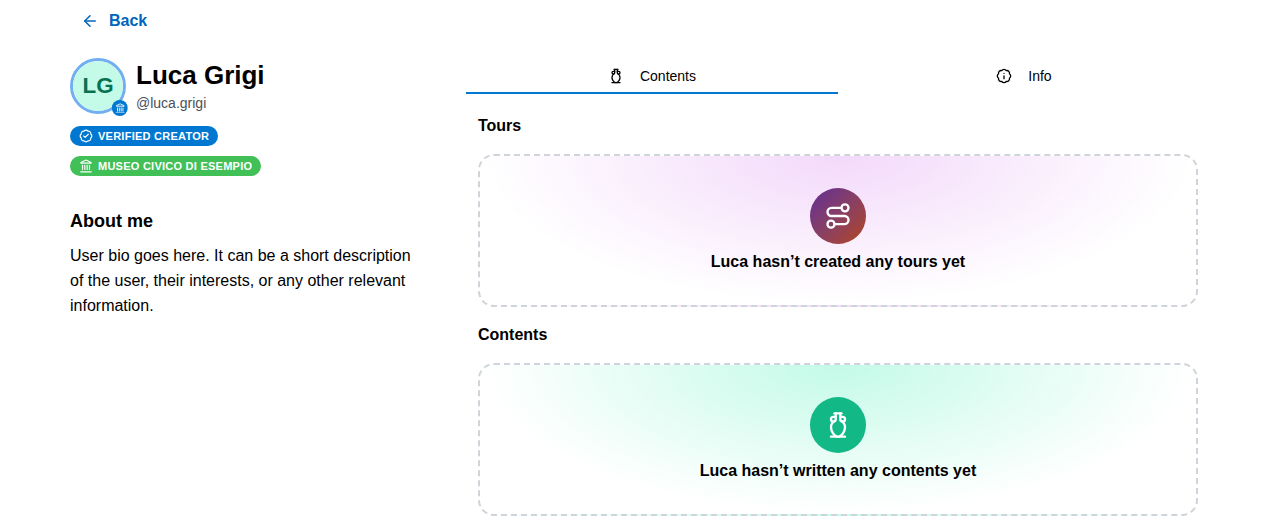 Back
LG
Luca Grigi
@luca.grigi
VERIFIED CREATOR
MUSEO CIVICO DI ESEMPIO
About me
User bio goes here. It can be a short description
of the user, their interests, or any other relevant
information.
Contents
Info
Tours
Luca hasn’t created any tours yet
Contents
Luca hasn’t written any contents yet